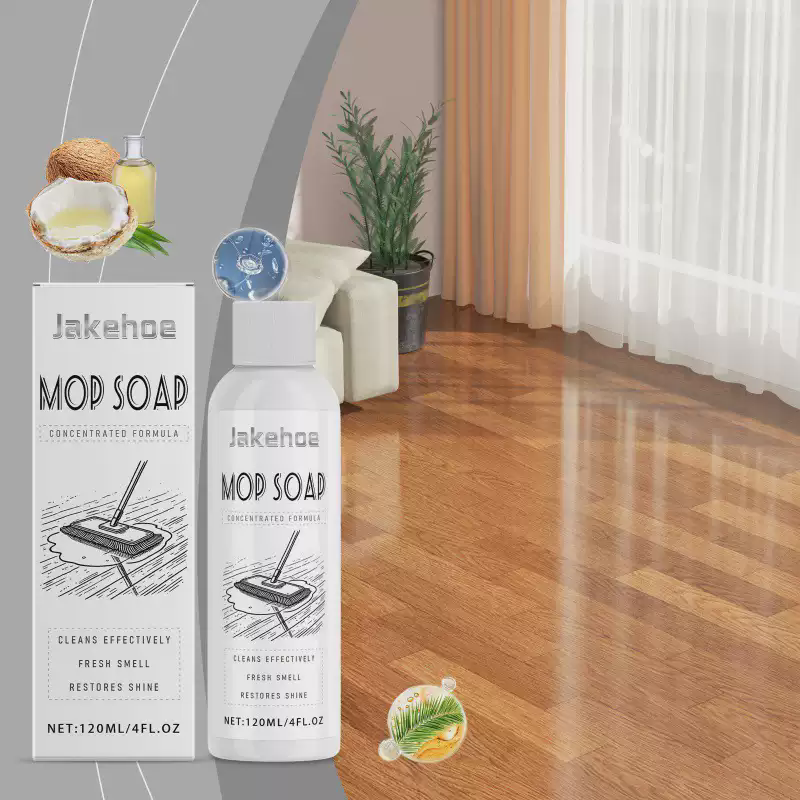 Jakehoe
MOP SOAP
CONCENTRATED FORMULA
CLEANS EFFECTIVELY
FRESH SMELL
RESTORES SHINE
NET:120ML/4FL.OZ
Jakehoe
MOP SOAP
CONCENTRATED FORMULA
CLEANS EFFECTIVELY
FRESH SMELL
RESTORES SHINE
NET:120ML/4FL.OZ